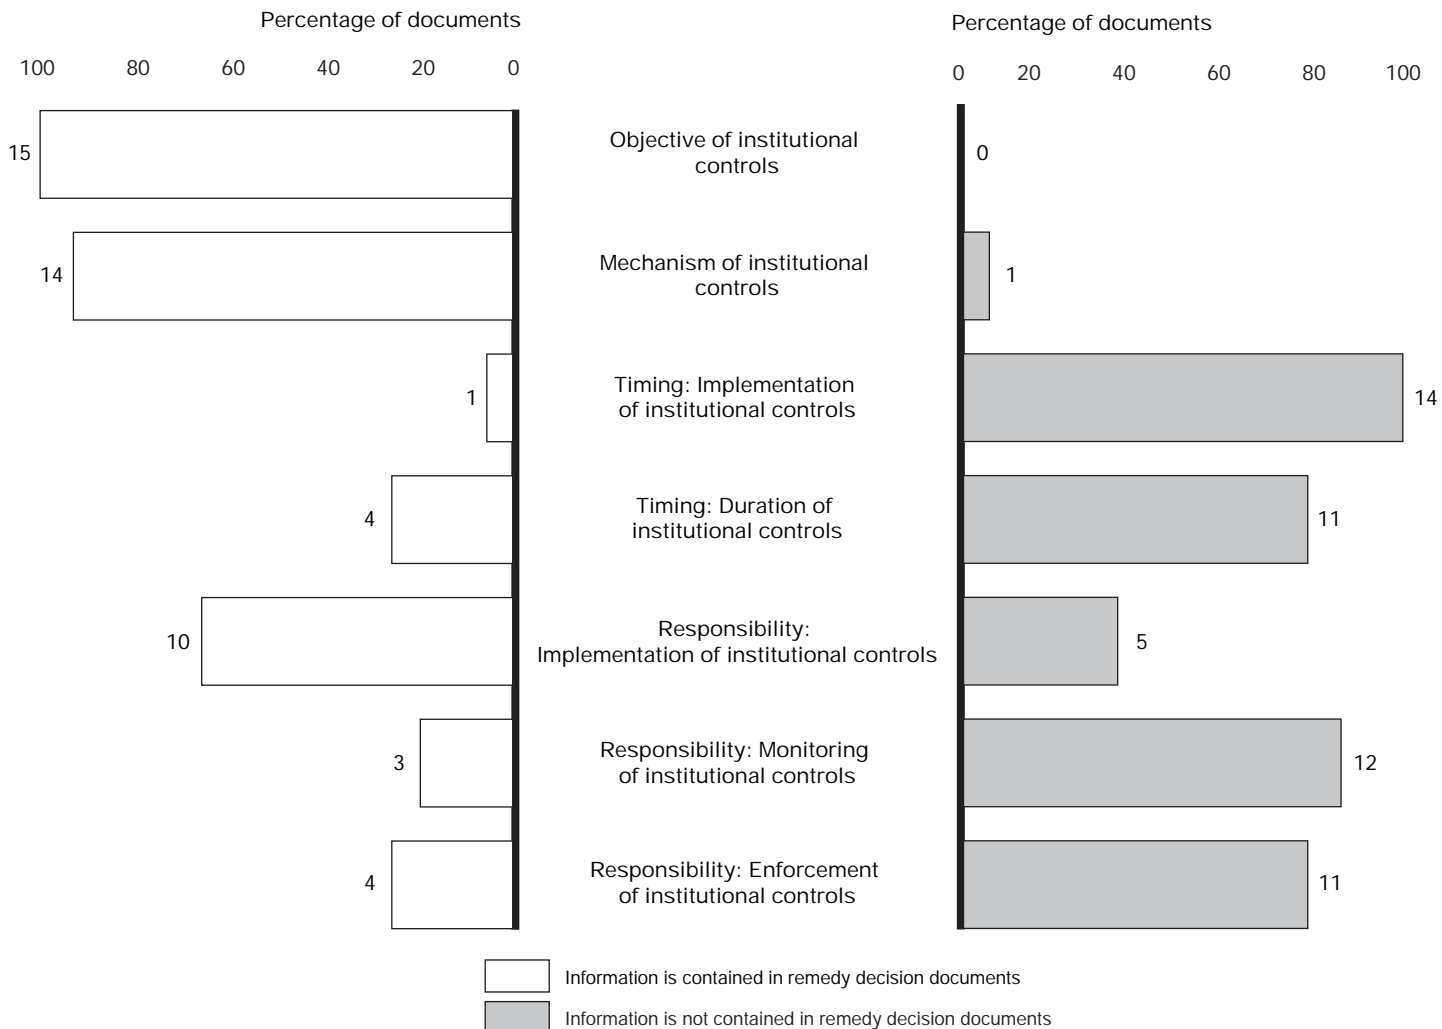 Percentage of documents
Percentage of documents
100 80 60 40 20 0
0 20 40 60 80 100
15
Objective of institutional
controls
0
14
Mechanism of institutional
controls
1
1
Timing: Implementation
of institutional controls
14
4
Timing: Duration of
institutional controls
11
10
Responsibility:
Implementation of institutional controls
5
3
Responsibility: Monitoring
of institutional controls
12
4
Responsibility: Enforcement
of institutional controls
11
Information is contained in remedy decision documents
Information is not contained in remedy decision documents